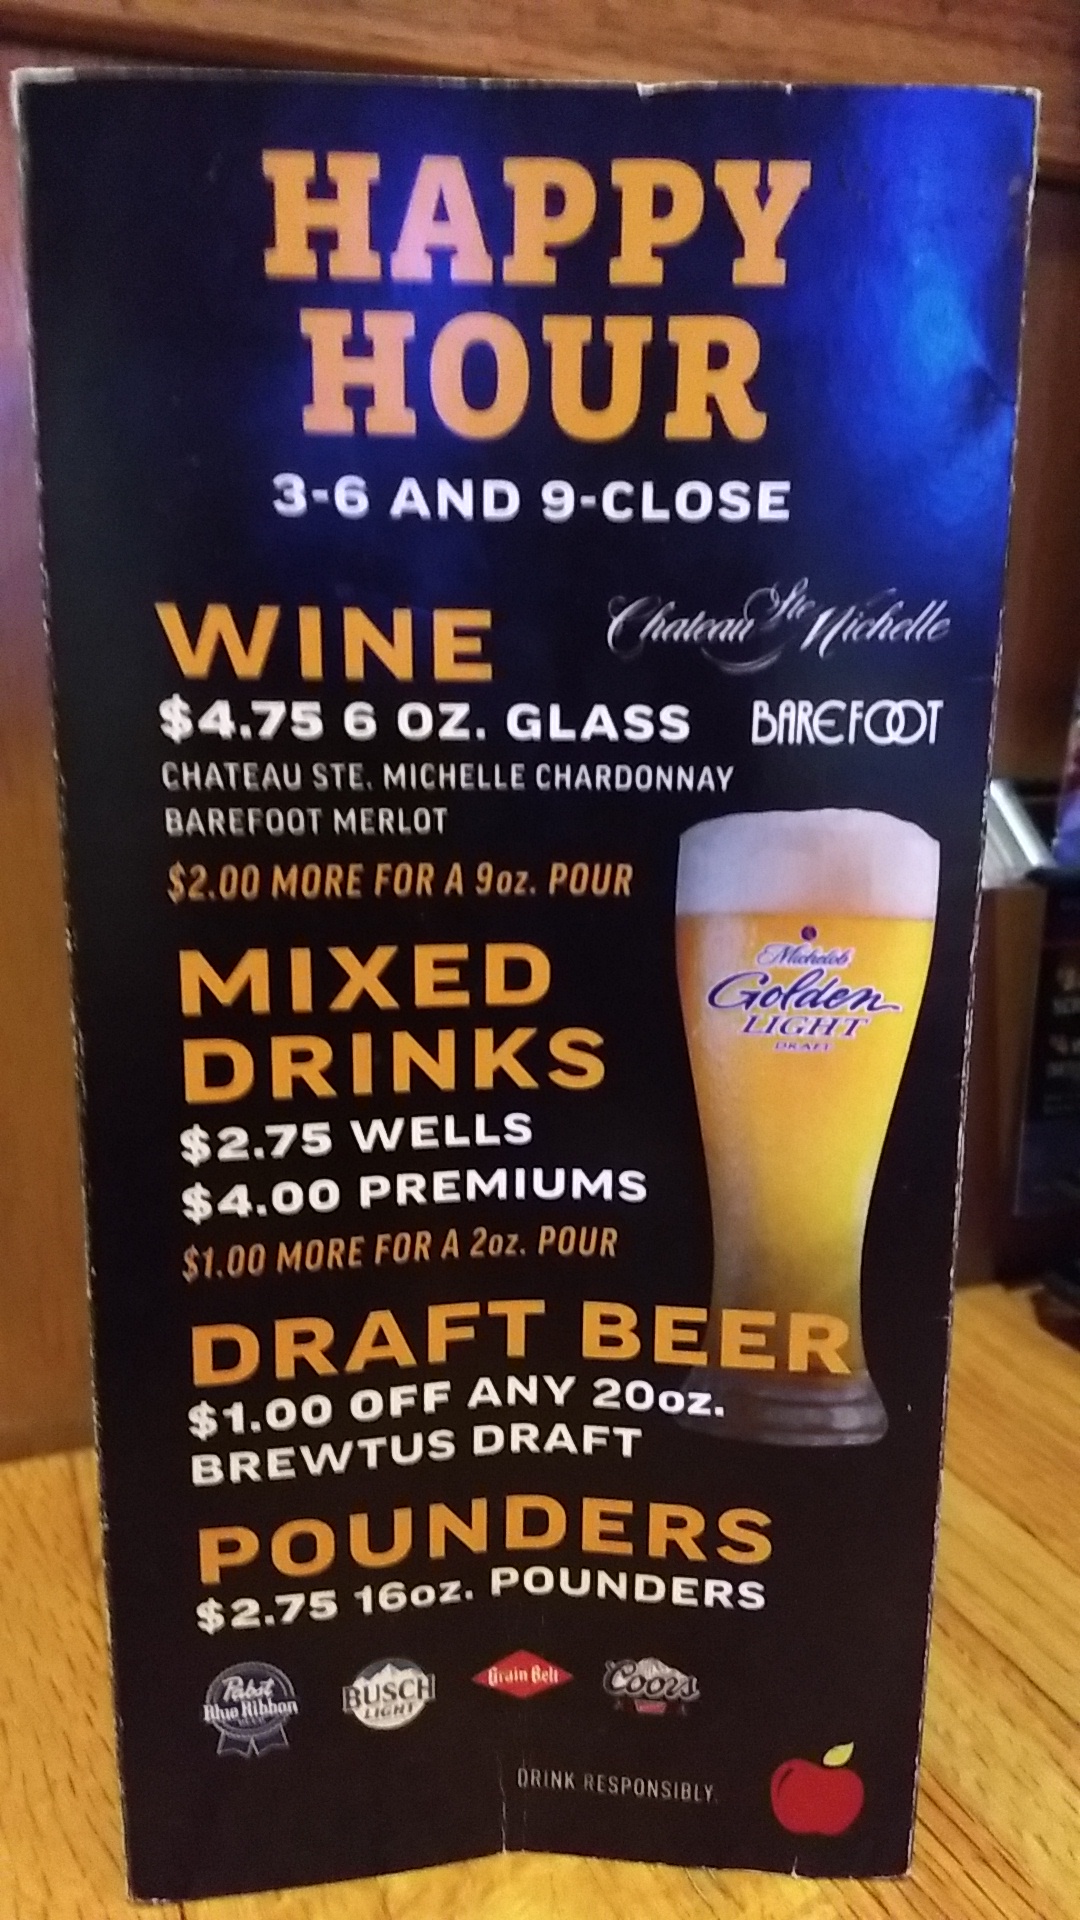 HAPPY
HOUR
3-6 AND 9-CLOSE
WINE
Chateau Ste Michelle
$4.75 6 OZ. GLASS
BAREFOOT
CHATEAU STE. MICHELLE CHARDONNAY
BAREFOOT MERLOT
$2.00 MORE FOR A 9oz. POUR
Michelob
Golden
LIGHT
DRAFT
MIXED
DRINKS
$2.75 WELLS
$4.00 PREMIUMS
$1.00 MORE FOR A 2oz. POUR
DRAFT BEER
$1.00 OFF ANY 20oz.
BREWTUS DRAFT
POUNDERS
$2.75 16oz. POUNDERS
Pabst
Blue Ribbon
BUSCH
LIGHT
Grain Belt
Coors
DRINK RESPONSIBLY.